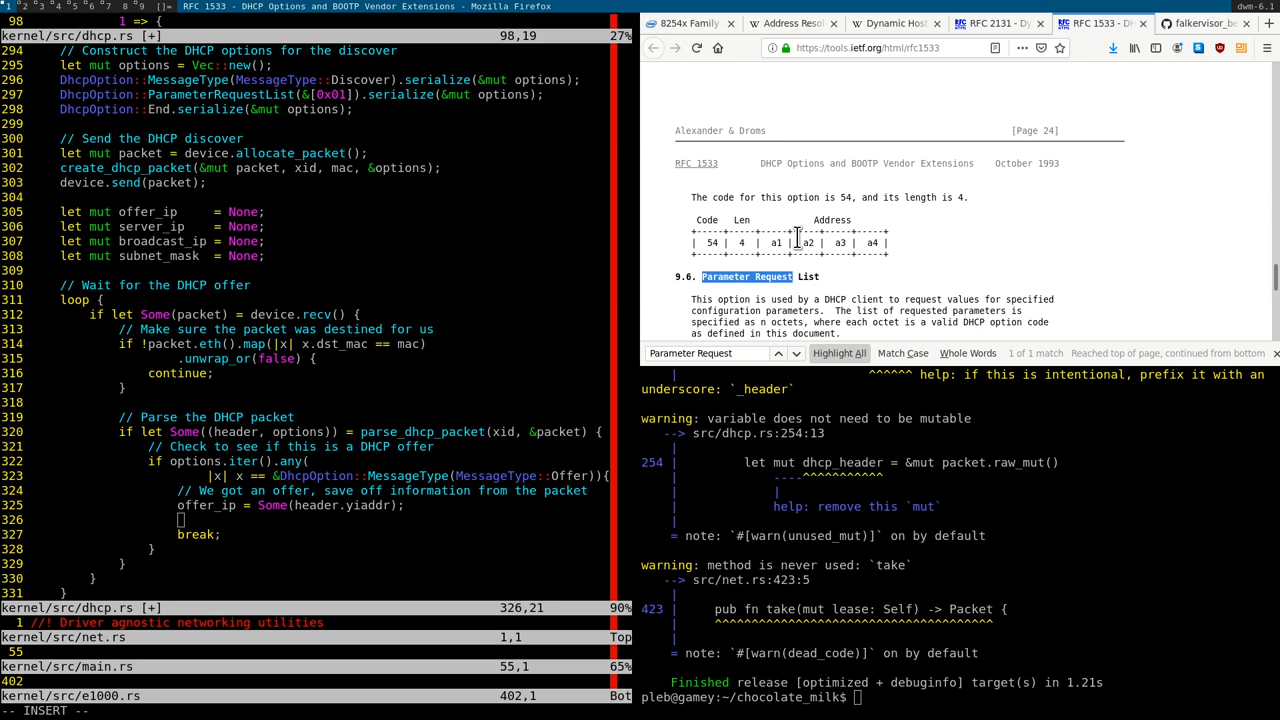 1 2 3 4 5 6 7 8 9 []= RFC 1533 - DHCP Options and BOOTP Vendor Extensions - Mozilla Firefox dwm-6.1
98 1 => {
kernel/src/dhcp.rs [+] 98,19 27%
294 // Construct the DHCP options for the discover
295 let mut options = Vec::new();
296 DhcpOption::MessageType(MessageType::Discover).serialize(&mut options);
297 DhcpOption::ParameterRequestList(&[0x01]).serialize(&mut options);
298 DhcpOption::End.serialize(&mut options);
299
300 // Send the DHCP discover
301 let mut packet = device.allocate_packet();
302 create_dhcp_packet(&mut packet, xid, mac, &options);
303 device.send(packet);
304
305 let mut offer_ip = None;
306 let mut server_ip = None;
307 let mut broadcast_ip = None;
308 let mut subnet_mask = None;
309
310 // Wait for the DHCP offer
311 loop {
312 if let Some(packet) = device.recv() {
313 // Make sure the packet was destined for us
314 if !packet.eth().map(|x| x.dst_mac == mac)
315 .unwrap_or(false) {
316 continue;
317 }
318
319 // Parse the DHCP packet
320 if let Some((header, options)) = parse_dhcp_packet(xid, &packet) {
321 // Check to see if this is a DHCP offer
322 if options.iter().any(
323 |x| x == &DhcpOption::MessageType(MessageType::Offer)){
324 // We got an offer, save off information from the packet
325 offer_ip = Some(header.yiaddr);
326
327 break;
328 }
329 }
330 }
331 }
kernel/src/dhcp.rs [+] 326,21 90%
1 //! Driver agnostic networking utilities
kernel/src/net.rs 1,1 Top
55
kernel/src/main.rs 55,1 65%
402
kernel/src/e1000.rs 402,1 Bot
-- INSERT --
8254x Family Address Resol Dynamic Host RFC 2131 - Dy RFC 1533 - DH falkervisor_be
https://tools.ietf.org/html/rfc1533
Alexander & Droms [Page 24]
RFC 1533 DHCP Options and BOOTP Vendor Extensions October 1993
The code for this option is 54, and its length is 4.
Code Len Address
+-----+-----+-----+-----+-----+-----+
| 54 | 4 | a1 | a2 | a3 | a4 |
+-----+-----+-----+-----+-----+-----+
9.6. Parameter Request List
This option is used by a DHCP client to request values for specified
configuration parameters. The list of requested parameters is
specified as n octets, where each octet is a valid DHCP option code
as defined in this document.
Parameter Request Highlight All Match Case Whole Words 1 of 1 match Reached top of page, continued from bottom
| ^^^^^^ help: if this is intentional, prefix it with an
underscore: `_header`
warning: variable does not need to be mutable
--> src/dhcp.rs:254:13
|
254 | let mut dhcp_header = &mut packet.raw_mut()
| ----^^^^^^^^^^^
| |
| help: remove this `mut`
|
= note: `#[warn(unused_mut)]` on by default
warning: method is never used: `take`
--> src/net.rs:423:5
|
423 | pub fn take(mut lease: Self) -> Packet {
| ^^^^^^^^^^^^^^^^^^^^^^^^^^^^^^^^^^^^^^
|
= note: `#[warn(dead_code)]` on by default
Finished release [optimized + debuginfo] target(s) in 1.21s
pleb@gamey:~/chocolate_milk$